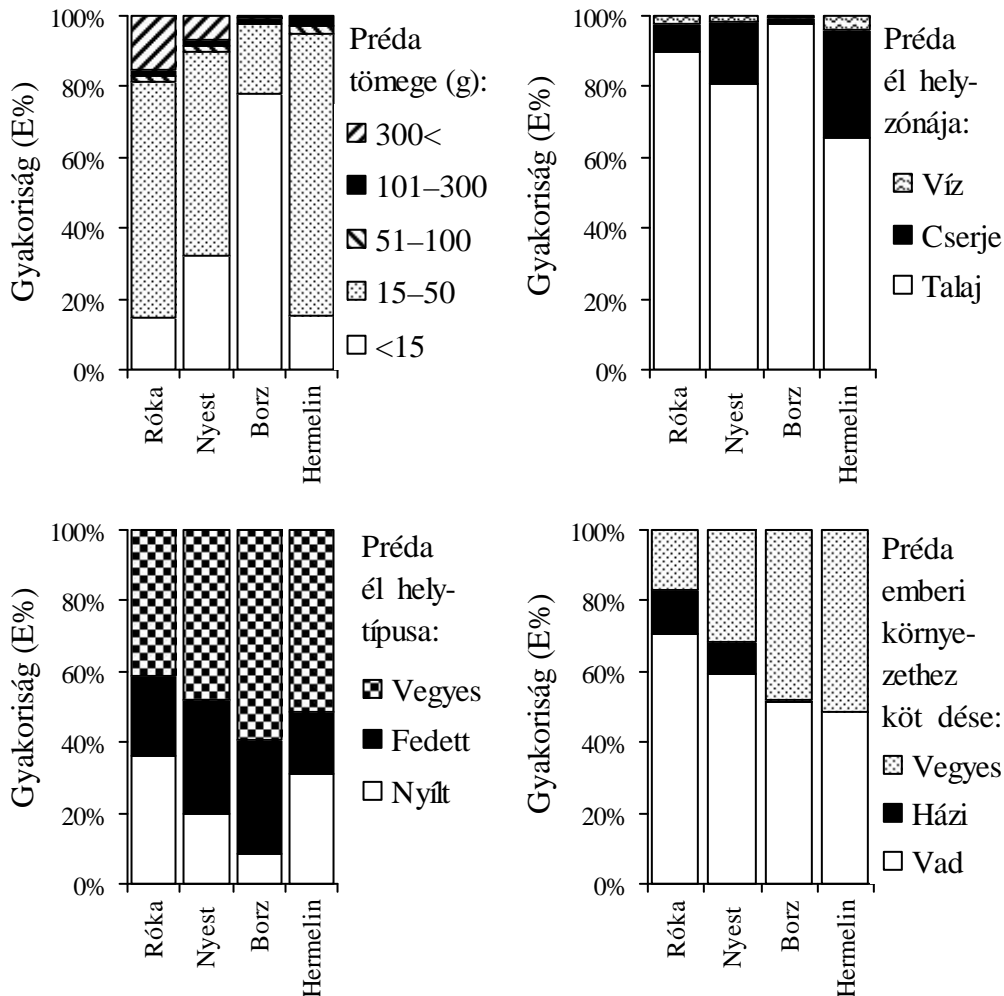 Gyakoriság (E%)
100%
80%
60%
40%
20%
0%
Róka
Nyest
Borz
Hermelin
Préda
tömege (g):
300<
101–300
51–100
15–50
<15
Gyakoriság (E%)
100%
80%
60%
40%
20%
0%
Róka
Nyest
Borz
Hermelin
Préda
él hely-
zónája:
Víz
Cserje
Talaj
Gyakoriság (E%)
100%
80%
60%
40%
20%
0%
Róka
Nyest
Borz
Hermelin
Préda
él hely-
típusa:
Vegyes
Fedett
Nyílt
Gyakoriság (E%)
100%
80%
60%
40%
20%
0%
Róka
Nyest
Borz
Hermelin
Préda
emberi
környe-
zethez
köt dése:
Vegyes
Házi
Vad